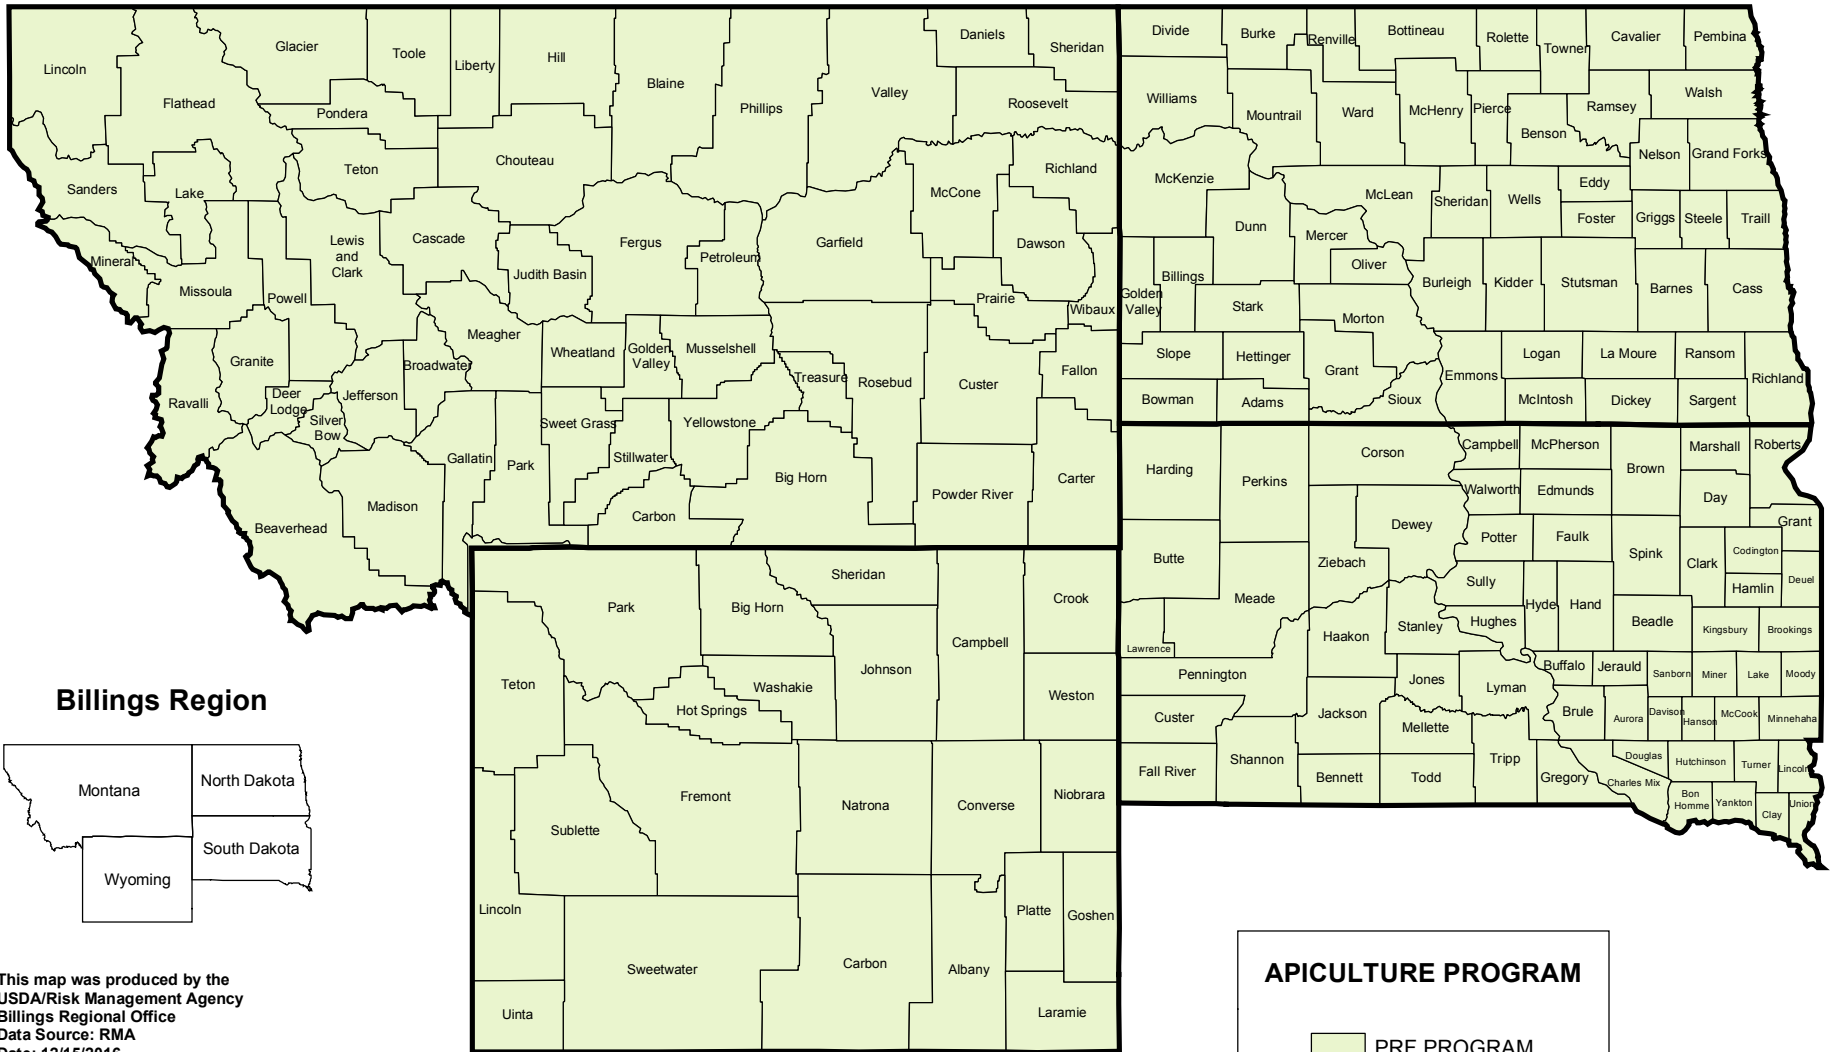 Lincoln
Flathead
Glacier
Toole
Liberty
Hill
Blaine
Phillips
Valley
Daniels
Sheridan
Roosevelt
Pondera
Teton
Chouteau
Sanders
Lake
Lewis
and
Clark
Cascade
Judith Basin
Fergus
Petroleum
Garfield
McCone
Richland
Dawson
Prairie
Wibaux
Mineral
Missoula
Powell
Meagher
Wheatland
Golden
Valley
Musselshell
Treasure
Rosebud
Custer
Fallon
Granite
Ravalli
Deer
Lodge
Silver
Bow
Jefferson
Broadwater
Gallatin
Park
Sweet Grass
Stillwater
Yellowstone
Big Horn
Powder River
Carter
Carbon
Madison
Beaverhead
Divide
Burke
Renville
Bottineau
Rolette
Towner
Cavalier
Pembina
Williams
Mountrail
Ward
McHenry
Pierce
Benson
Ramsey
Walsh
Nelson
Grand Forks
McKenzie
Dunn
McLean
Mercer
Oliver
Sheridan
Wells
Eddy
Foster
Griggs
Steele
Traill
Golden
Valley
Billings
Stark
Morton
Burleigh
Kidder
Stutsman
Barnes
Cass
Slope
Hettinger
Grant
Emmons
Logan
La Moure
Ransom
Richland
Bowman
Adams
Sioux
McIntosh
Dickey
Sargent
Harding
Perkins
Corson
Campbell
McPherson
Brown
Marshall
Roberts
Walworth
Edmunds
Day
Butte
Dewey
Ziebach
Potter
Faulk
Spink
Clark
Grant
Codington
Hamlin
Deuel
Meade
Sully
Hyde
Hand
Beadle
Kingsbury
Brookings
Lawrence
Haakon
Stanley
Hughes
Pennington
Jones
Lyman
Buffalo
Jerauld
Sanborn
Miner
Lake
Moody
Custer
Jackson
Mellette
Brule
Aurora
Davison
Hanson
McCook
Minnehaha
Fall River
Shannon
Bennett
Todd
Tripp
Gregory
Charles Mix
Douglas
Hutchinson
Turner
Lincoln
Bon
Homme
Yankton
Clay
Union
Park
Big Horn
Sheridan
Campbell
Crook
Teton
Washakie
Hot Springs
Johnson
Weston
Sublette
Fremont
Natrona
Converse
Niobrara
Lincoln
Sweetwater
Carbon
Albany
Platte
Goshen
Uinta
Laramie
Billings Region
Montana
North Dakota
South Dakota
Wyoming
This map was produced by the
USDA/Risk Management Agency
Billings Regional Office
Data Source: RMA
Date: 12/15/2016
APICULTURE PROGRAM
PRF PROGRAM